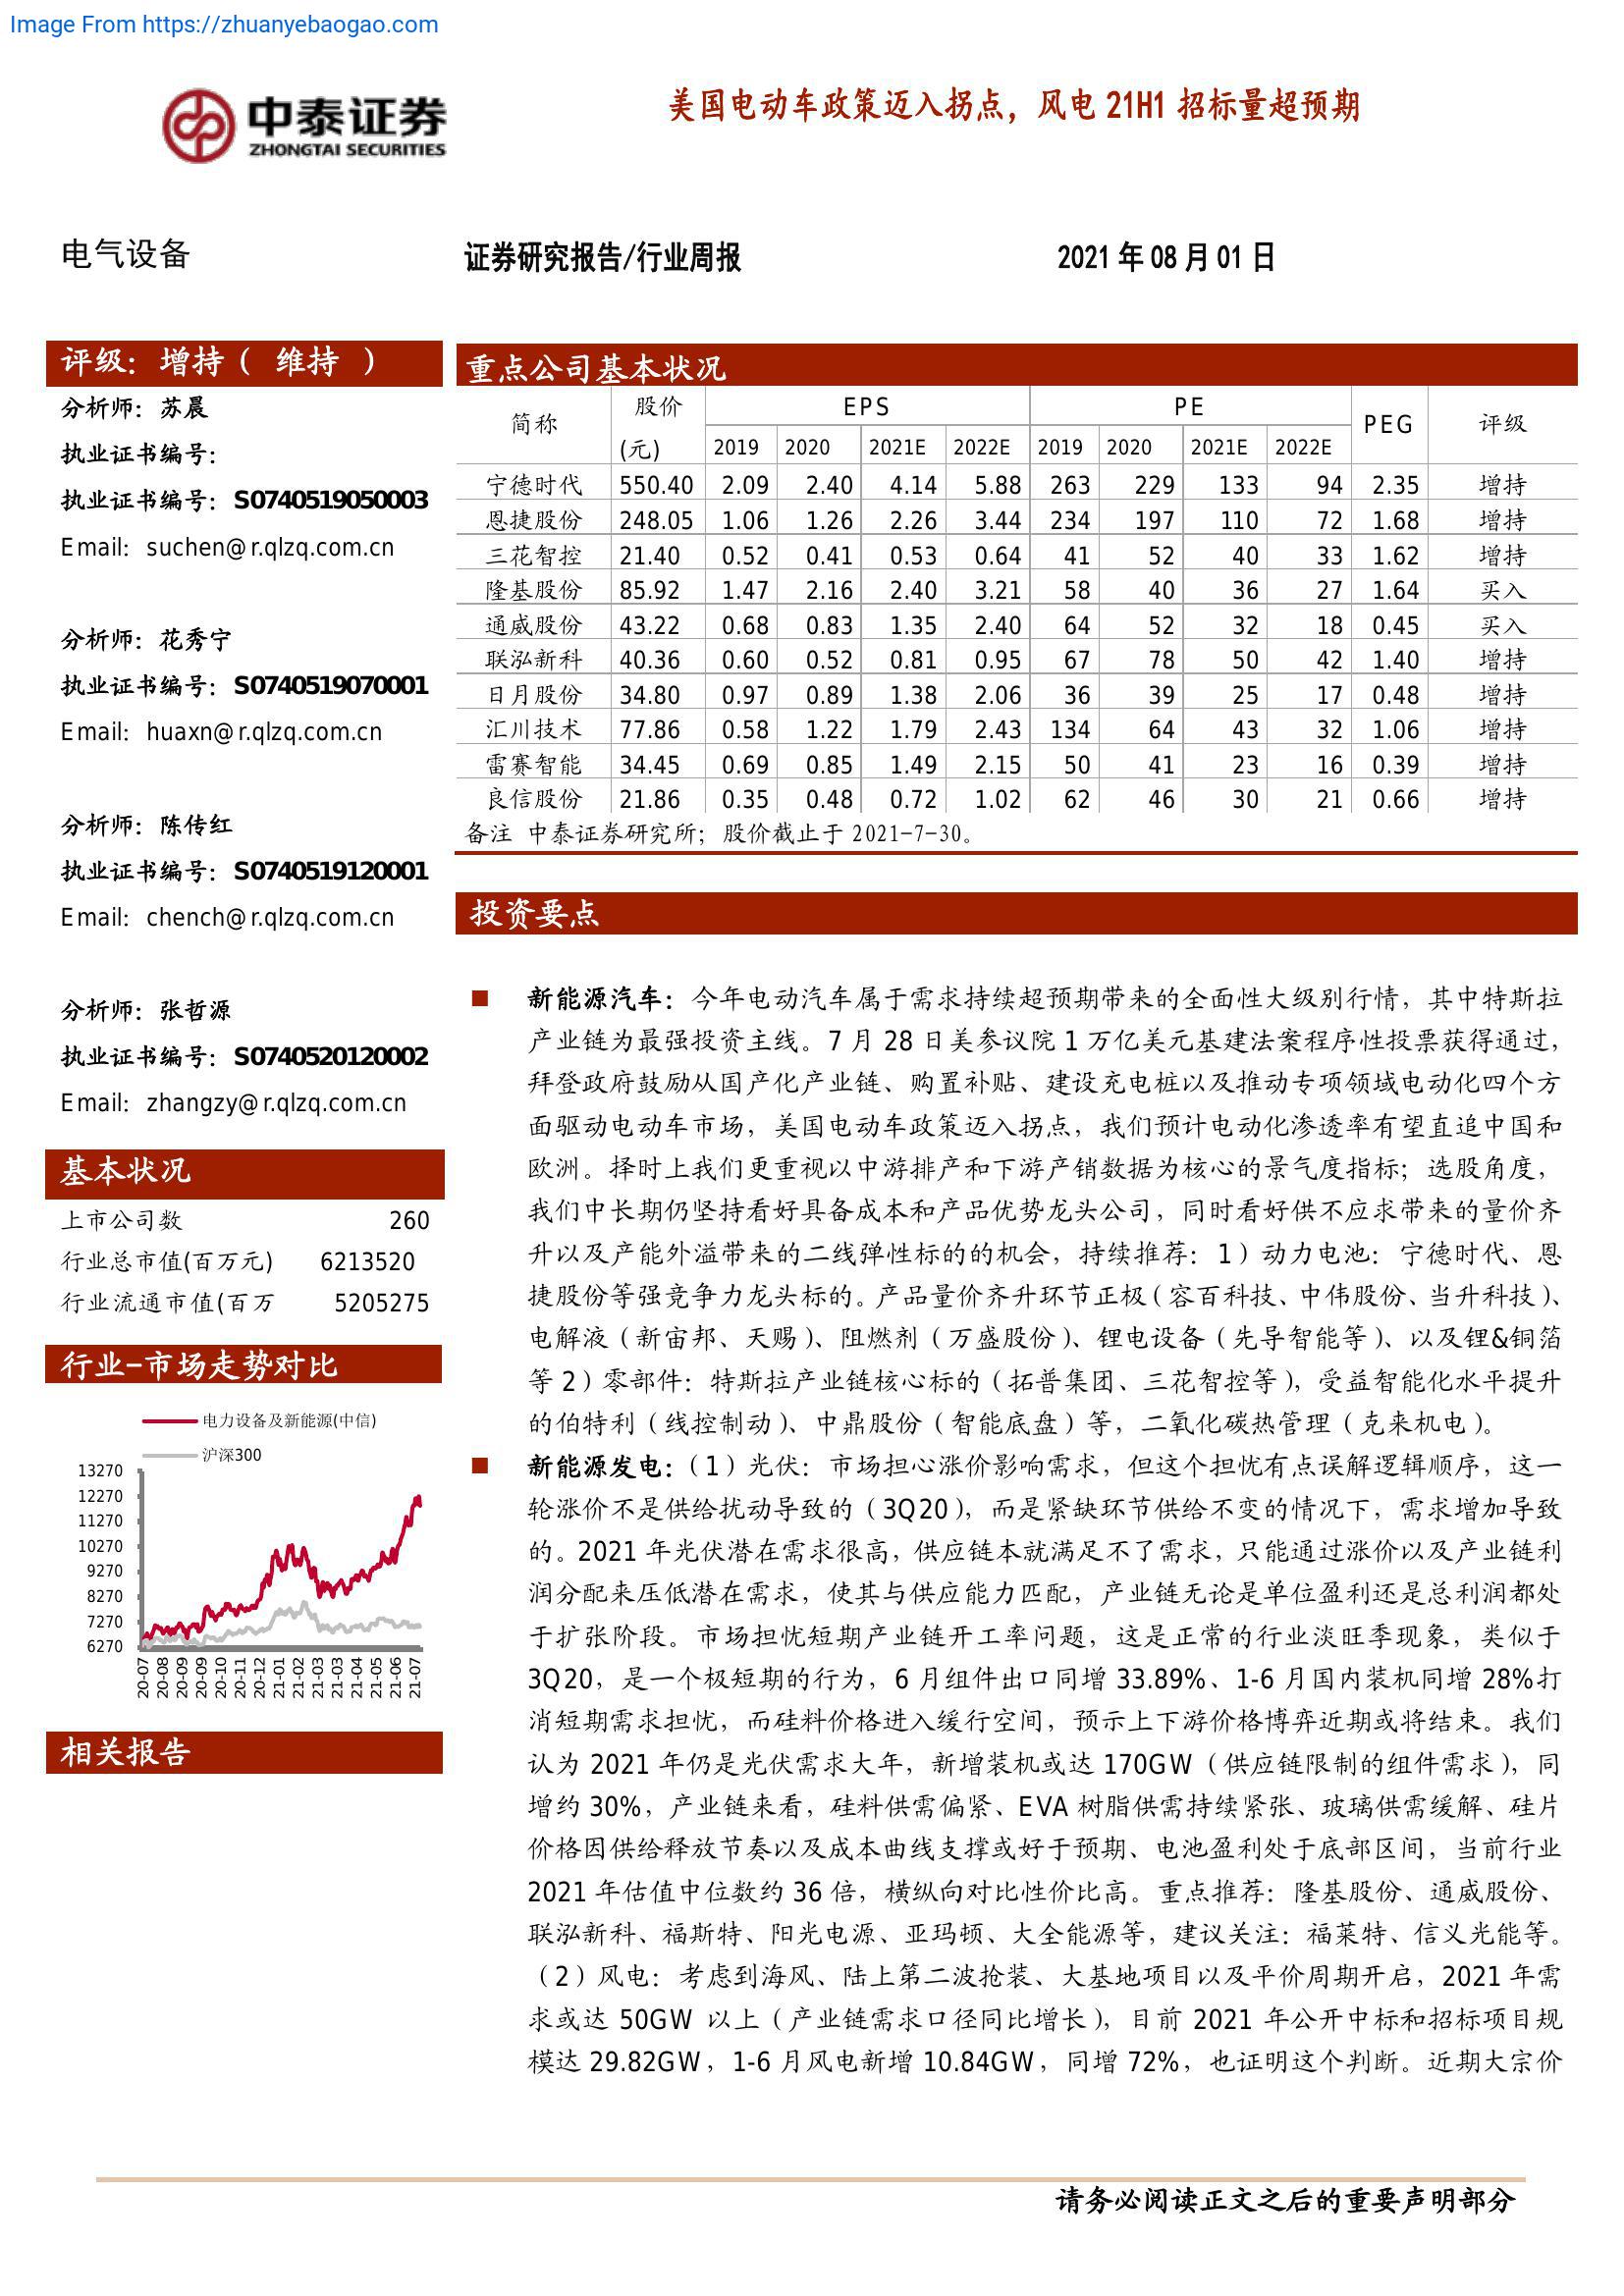 Image From https://zhuanyebaogao.com
中泰证券
ZHONGTAI SECURITIES
美国电动车政策迈入拐点，风电 21H1 招标量超预期
电气设备
证券研究报告/行业周报
2021 年 08 月 01 日
评级：增持（ 维持 ）
分析师：苏晨
执业证书编号：
执业证书编号：S0740519050003
Email：suchen@r.qlzq.com.cn
分析师：花秀宁
执业证书编号：S0740519070001
Email：huaxn@r.qlzq.com.cn
分析师：陈传红
执业证书编号：S0740519120001
Email：chench@r.qlzq.com.cn
分析师：张哲源
执业证书编号：S0740520120002
Email：zhangzy@r.qlzq.com.cn
基本状况
上市公司数 260
行业总市值(百万元) 6213520
行业流通市值(百万 5205275
行业-市场走势对比
电力设备及新能源(中信)
沪深300
13270
12270
11270
10270
9270
8270
7270
6270
20-07 20-08 20-09 20-09 20-10 20-11 20-12 21-01 21-02 21-03 21-03 21-04 21-05 21-06 21-07
相关报告
重点公司基本状况
简称 股价 EPS PE PEG 评级
(元) 2019 2020 2021E 2022E 2019 2020 2021E 2022E
宁德时代 550.40 2.09 2.40 4.14 5.88 263 229 133 94 2.35 增持
恩捷股份 248.05 1.06 1.26 2.26 3.44 234 197 110 72 1.68 增持
三花智控 21.40 0.52 0.41 0.53 0.64 41 52 40 33 1.62 增持
隆基股份 85.92 1.47 2.16 2.40 3.21 58 40 36 27 1.64 买入
通威股份 43.22 0.68 0.83 1.35 2.40 64 52 32 18 0.45 买入
联泓新科 40.36 0.60 0.52 0.81 0.95 67 78 50 42 1.40 增持
日月股份 34.80 0.97 0.89 1.38 2.06 36 39 25 17 0.48 增持
汇川技术 77.86 0.58 1.22 1.79 2.43 134 64 43 32 1.06 增持
雷赛智能 34.45 0.69 0.85 1.49 2.15 50 41 23 16 0.39 增持
良信股份 21.86 0.35 0.48 0.72 1.02 62 46 30 21 0.66 增持
备注 中泰证券研究所；股价截止于 2021-7-30。
投资要点
■ 新能源汽车：今年电动汽车属于需求持续超预期带来的全面性大级别行情，其中特斯拉
产业链为最强投资主线。7 月 28 日美参议院 1 万亿美元基建法案程序性投票获得通过，
拜登政府鼓励从国产化产业链、购置补贴、建设充电桩以及推动专项领域电动化四个方
面驱动电动车市场，美国电动车政策迈入拐点，我们预计电动化渗透率有望直追中国和
欧洲。择时上我们更重视以中游排产和下游产销数据为核心的景气度指标；选股角度，
我们中长期仍坚持看好具备成本和产品优势龙头公司，同时看好供不应求带来的量价齐
升以及产能外溢带来的二线弹性标的的机会，持续推荐：1）动力电池：宁德时代、恩
捷股份等强竞争力龙头标的。产品量价齐升环节正极（容百科技、中伟股份、当升科技）、
电解液（新宙邦、天赐）、阻燃剂（万盛股份）、锂电设备（先导智能等）、以及锂&铜箔
等 2）零部件：特斯拉产业链核心标的（拓普集团、三花智控等），受益智能化水平提升
的伯特利（线控制动）、中鼎股份（智能底盘）等，二氧化碳热管理（克来机电）。
■ 新能源发电：（1）光伏：市场担心涨价影响需求，但这个担忧有点误解逻辑顺序，这一
轮涨价不是供给扰动导致的（3Q20），而是紧缺环节供给不变的情况下，需求增加导致
的。2021 年光伏潜在需求很高，供应链本就满足不了需求，只能通过涨价以及产业链利
润分配来压低潜在需求，使其与供应能力匹配，产业链无论是单位盈利还是总利润都处
于扩张阶段。市场担忧短期产业链开工率问题，这是正常的行业淡旺季现象，类似于
3Q20，是一个极短期的行为，6 月组件出口同增 33.89%、1-6 月国内装机同增 28%打
消短期需求担忧，而硅料价格进入缓行空间，预示上下游价格博弈近期或将结束。我们
认为 2021 年仍是光伏需求大年，新增装机或达 170GW（供应链限制的组件需求），同
增约 30%，产业链来看，硅料供需偏紧、EVA 树脂供需持续紧张、玻璃供需缓解、硅片
价格因供给释放节奏以及成本曲线支撑或好于预期、电池盈利处于底部区间，当前行业
2021 年估值中位数约 36 倍，横纵向对比性价比高。重点推荐：隆基股份、通威股份、
联泓新科、福斯特、阳光电源、亚玛顿、大全能源等，建议关注：福莱特、信义光能等。
（2）风电：考虑到海风、陆上第二波抢装、大基地项目以及平价周期开启，2021 年需
求或达 50GW 以上（产业链需求口径同比增长），目前 2021 年公开中标和招标项目规
模达 29.82GW，1-6 月风电新增 10.84GW，同增 72%，也证明这个判断。近期大宗价
请务必阅读正文之后的重要声明部分